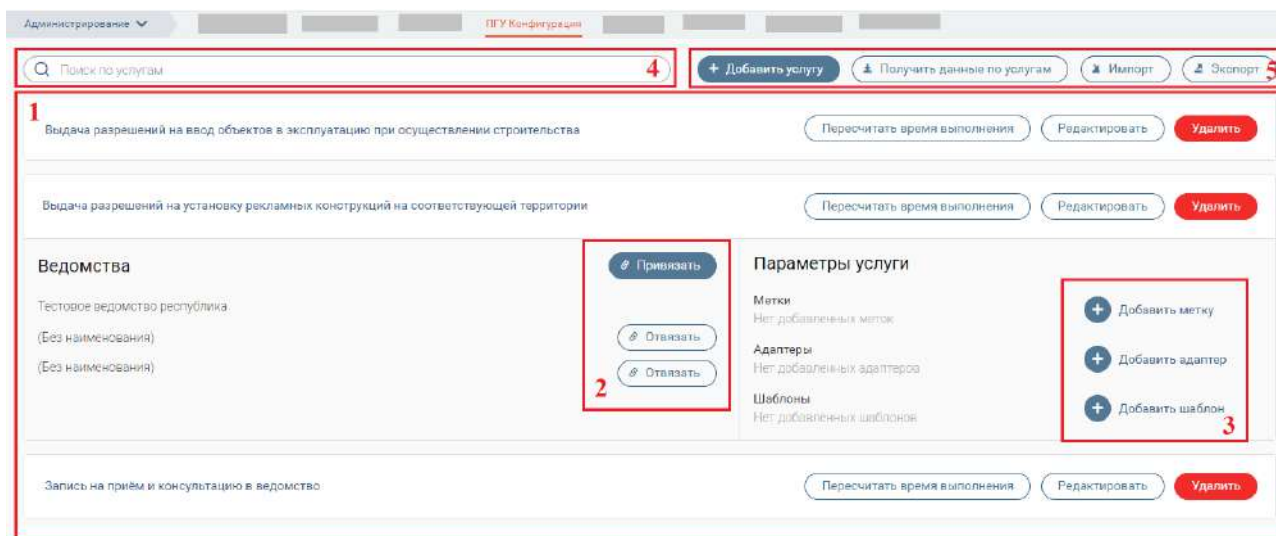 Администрирование ПГУ Конфигурация
Поиск по услугам 4 + Добавить услугу Получить данные по услугам Импорт Экспорт 5
1
Выдача разрешений на ввод объектов в эксплуатацию при осуществлении строительства Пересчитать время выполнения Редактировать Удалить
Выдача разрешений на установку рекламных конструкций на соответствующей территории Пересчитать время выполнения Редактировать Удалить
Ведомства Привязать Параметры услуги
Тестовое ведомство республика Метки + Добавить метку
Нет добавленных меток
(Без наименования) Отвязать
Адаптеры + Добавить адаптер
(Без наименования) Отвязать Нет добавленных адаптеров
2 Шаблоны + Добавить шаблон
Нет добавленных шаблонов 3
Запись на приём и консультацию в ведомство Пересчитать время выполнения Редактировать Удалить